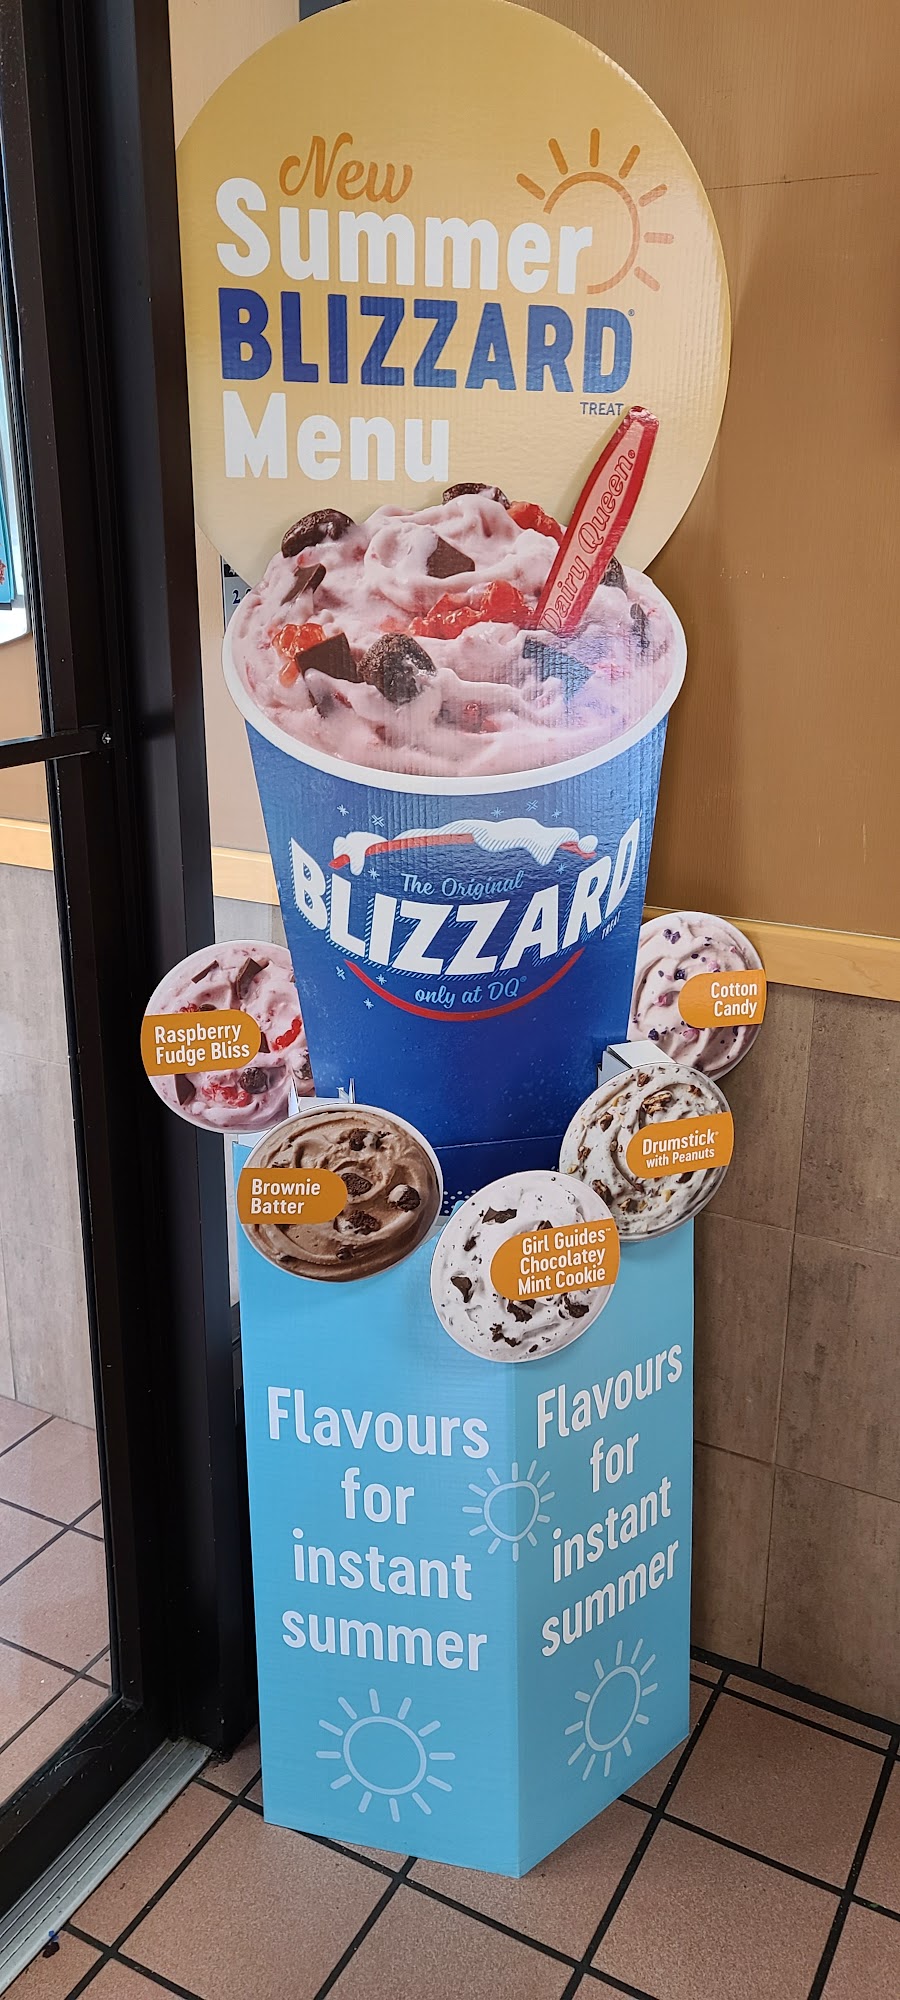 New
Summer
BLIZZARD®
TREAT
Menu
Dairy Queen®
The Original
BLIZZARD
TREAT
only at DQ®
Raspberry
Fudge Bliss
Cotton
Candy
Brownie
Batter
Drumstick®
with Peanuts
Girl Guides™
Chocolatey
Mint Cookie
Flavours
for
instant
summer
Flavours
for
instant
summer